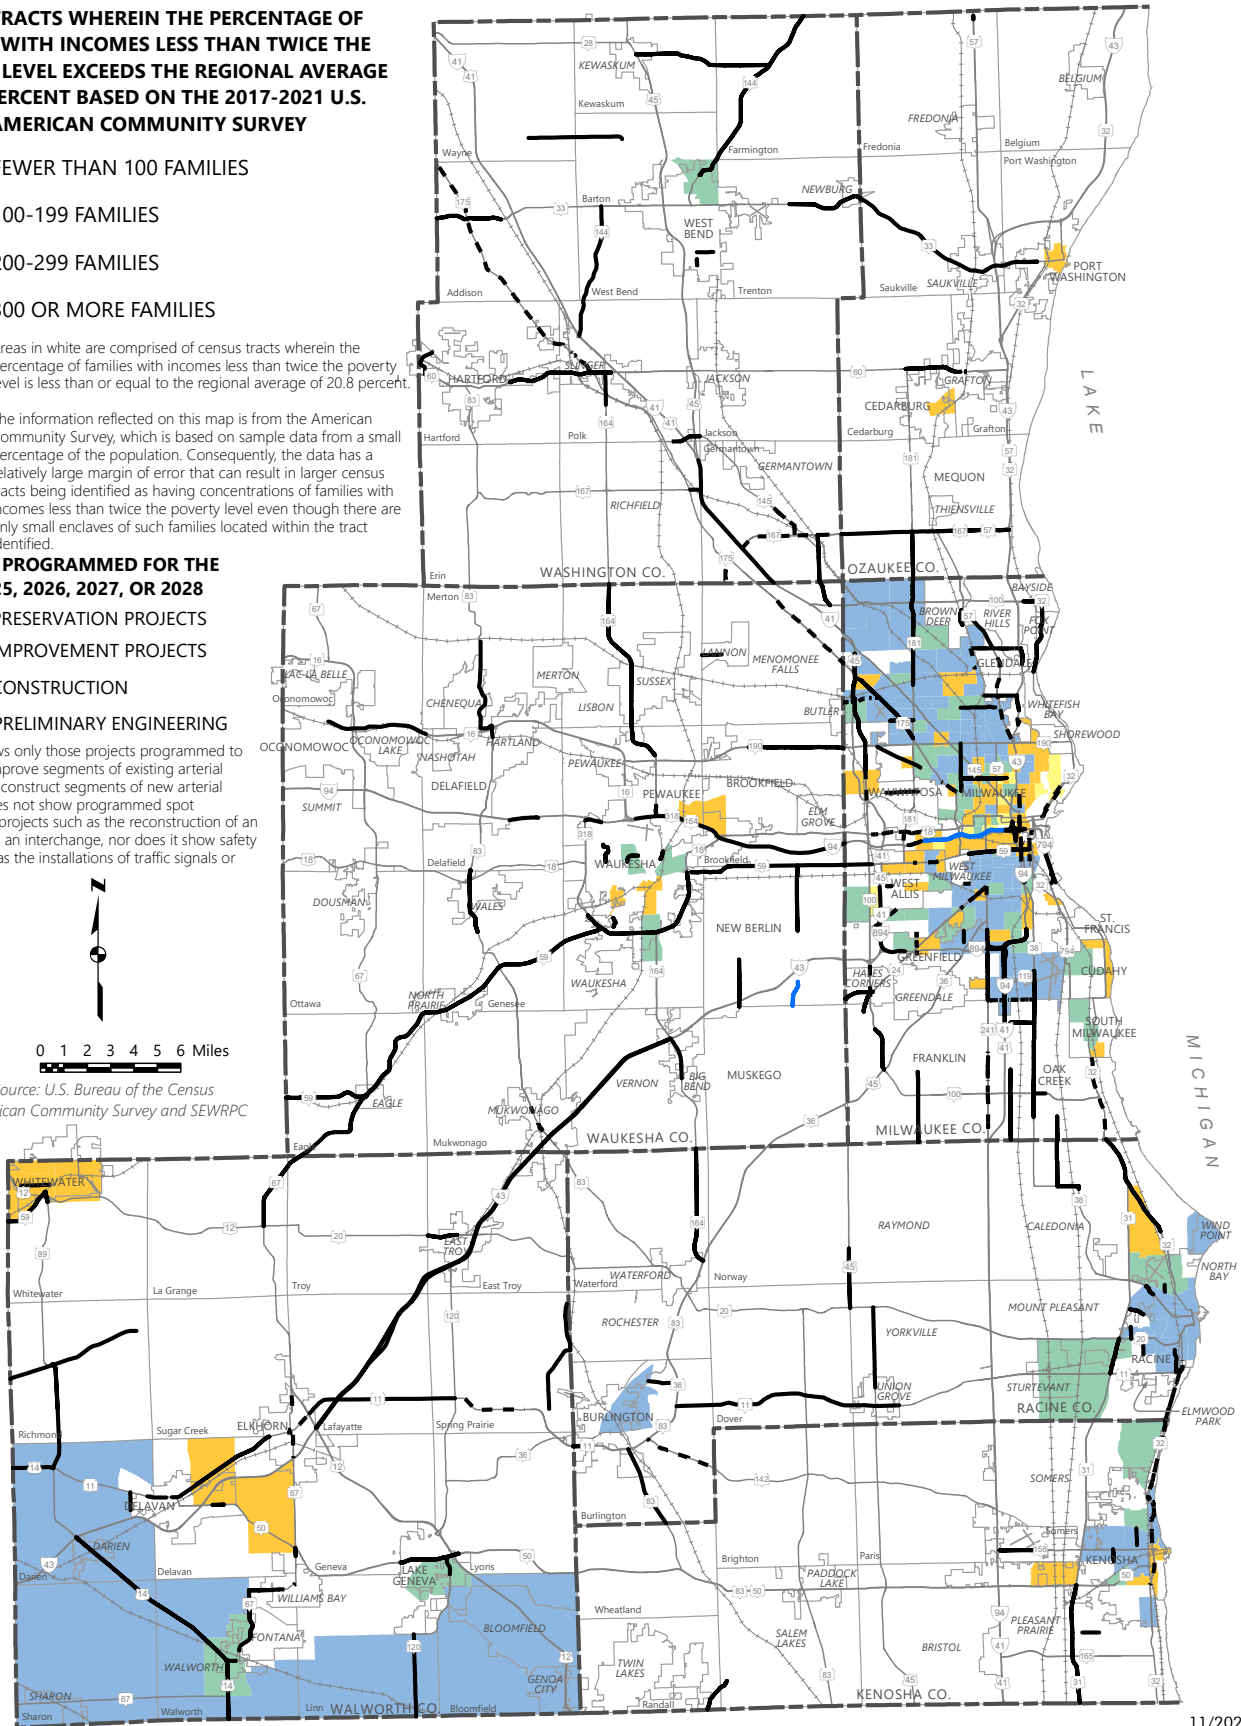 TRACTS WHEREIN THE PERCENTAGE OF
WITH INCOMES LESS THAN TWICE THE
LEVEL EXCEEDS THE REGIONAL AVERAGE
ERCENT BASED ON THE 2017-2021 U.S.
AMERICAN COMMUNITY SURVEY
FEWER THAN 100 FAMILIES
00-199 FAMILIES
200-299 FAMILIES
300 OR MORE FAMILIES
reas in white are comprised of census tracts wherein the
ercentage of families with incomes less than twice the poverty
evel is less than or equal to the regional average of 20.8 percent.
he information reflected on this map is from the American
ommunity Survey, which is based on sample data from a small
ercentage of the population. Consequently, the data has a
elatively large margin of error that can result in larger census
racts being identified as having concentrations of families with
ncomes less than twice the poverty level even though there are
nly small enclaves of such families located within the tract
dentified.
PROGRAMMED FOR THE
25, 2026, 2027, OR 2028
PRESERVATION PROJECTS
IMPROVEMENT PROJECTS
CONSTRUCTION
PRELIMINARY ENGINEERING
ws only those projects programmed to
mprove segments of existing arterial
construct segments of new arterial
es not show programmed spot
projects such as the reconstruction of an
an interchange, nor does it show safety
as the installations of traffic signals or
N
0 1 2 3 4 5 6 Miles
ource: U.S. Bureau of the Census
ican Community Survey and SEWRPC
KEWASKUM
Kewaskum
Wayne
Farmington
Fredonia
FREDONIA
BELGIUM
Belgium
Port Washington
Barton
NEWBURG
WEST
BEND
Addison
West Bend
Trenton
Saukville
SAUKVILLE
PORT
WASHINGTON
HARTFORD
SLINGER
JACKSON
GRAFTON
CEDARBURG
Hartford
Polk
Jackson
Germantown
Cedarburg
Grafton
GERMANTOWN
MEQUON
RICHFIELD
THIENSVILLE
Erin
WASHINGTON CO.
OZAUKEE CO.
LAKE
MICHIGAN
Merton
BAYSIDE
BROWN
DEER
RIVER
HILLS
FOX
POINT
LAC LA BELLE
Oconomowoc
LANNON
MENOMONEE
FALLS
GLENDALE
MERTON
SUSSEX
CHENEQUA
LISBON
BUTLER
WHITEFISH
BAY
SHOREWOOD
OCONOMOWOC
OCONOMOWOC
LAKE
HARTLAND
NASHOTAH
PEWAUKEE
SUMMIT
DELAFIELD
PEWAUKEE
BROOKFIELD
WAUWATOSA
MILWAUKEE
ELM
GROVE
Delafield
WAUKESHA
Brookfield
WEST
MILWAUKEE
WEST
ALLIS
DOUSMAN
WALES
NEW BERLIN
ST.
FRANCIS
GREENFIELD
CUDAHY
WAUKESHA
HALES
CORNERS
GREENDALE
Ottawa
NORTH
PRAIRIE
Genesee
SOUTH
MILWAUKEE
FRANKLIN
OAK
CREEK
VERNON
BIG
BEND
MUSKEGO
EAGLE
MUKWONAGO
Eagle
Mukwonago
WAUKESHA CO.
MILWAUKEE CO.
WHITEWATER
RAYMOND
CALEDONIA
WIND
POINT
EAST
TROY
NORTH
BAY
WATERFORD
Whitewater
La Grange
Troy
East Troy
Waterford
Norway
ROCHESTER
MOUNT PLEASANT
YORKVILLE
RACINE
UNION
GROVE
STURTEVANT
RACINE CO.
ELMWOOD
PARK
BURLINGTON
Dover
Richmond
Sugar Creek
ELKHORN
Lafayette
Spring Prairie
DELAVAN
SOMERS
Burlington
Somers
DARIEN
Darien
Delavan
Geneva
LAKE
GENEVA
Lyons
Brighton
Paris
KENOSHA
PADDOCK
LAKE
WILLIAMS BAY
Wheatland
FONTANA
BLOOMFIELD
SALEM
LAKES
PLEASANT
PRAIRIE
BRISTOL
WALWORTH
TWIN
LAKES
GENOA
CITY
SHARON
Sharon
Walworth
Linn
WALWORTH CO.
Bloomfield
Randall
KENOSHA CO.
11/202